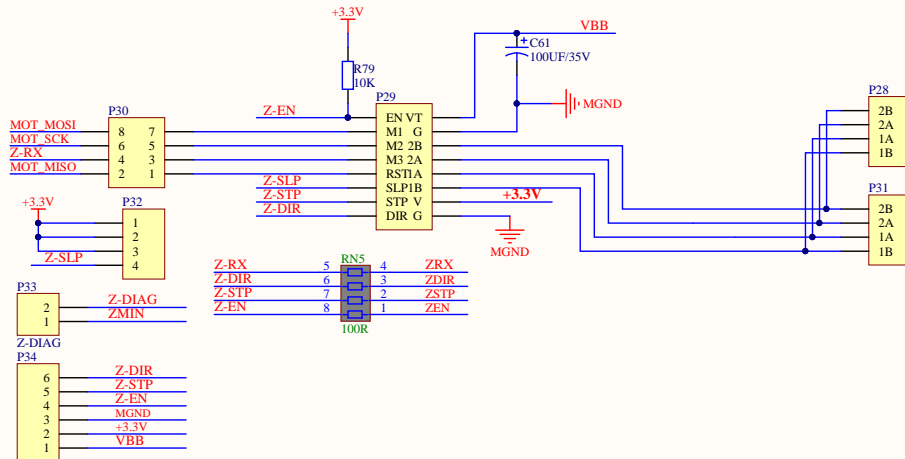 +3.3V
VBB
C61
100UF/35V
MGND
R79
10K
P29
Z-EN
EN VT
M1 G
M2 2B
M3 2A
RST1A
SLP1B
STP V
DIR G
Z-SLP
Z-STP
Z-DIR
+3.3V
MGND
P30
MOT_MOSI 8 7
MOT_SCK 6 5
Z-RX 4 3
MOT_MISO 2 1
P28
2B
2A
1A
1B
P31
2B
2A
1A
1B
P32
+3.3V
1
2
3
Z-SLP 4
RN5
Z-RX 5 4 ZRX
Z-DIR 6 3 ZDIR
Z-STP 7 2 ZSTP
Z-EN 8 1 ZEN
100R
P33
2 Z-DIAG
1 ZMIN
Z-DIAG
P34
6 Z-DIR
5 Z-STP
4 Z-EN
3 MGND
2 +3.3V
1 VBB